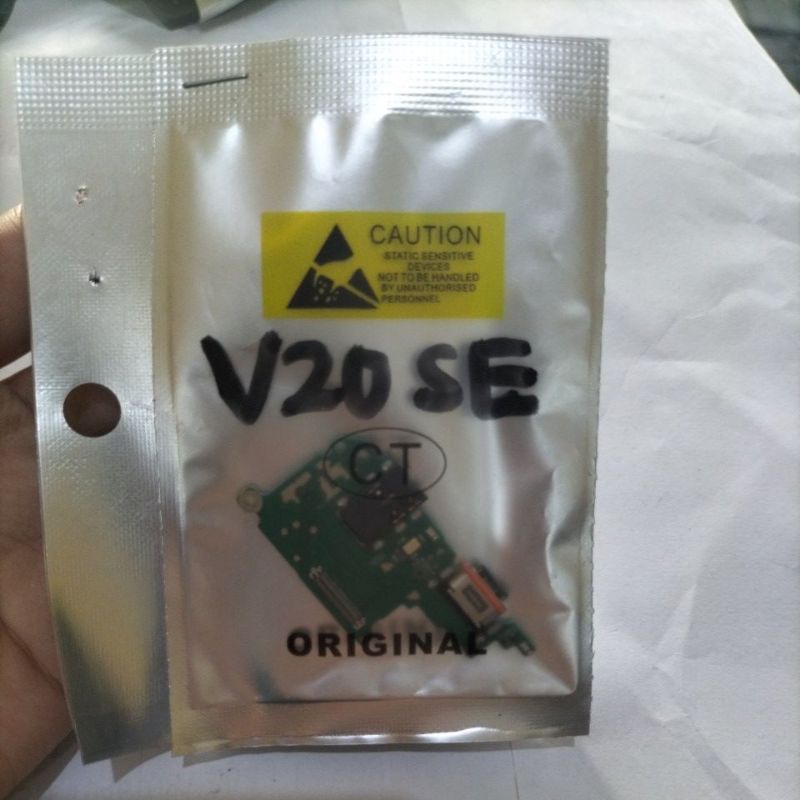 CAUTION
STATIC SENSITIVE
DEVICES
NOT TO BE HANDLED
BY UNAUTHORISED
PERSONNEL
V20 SE
CT
ORIGINAL